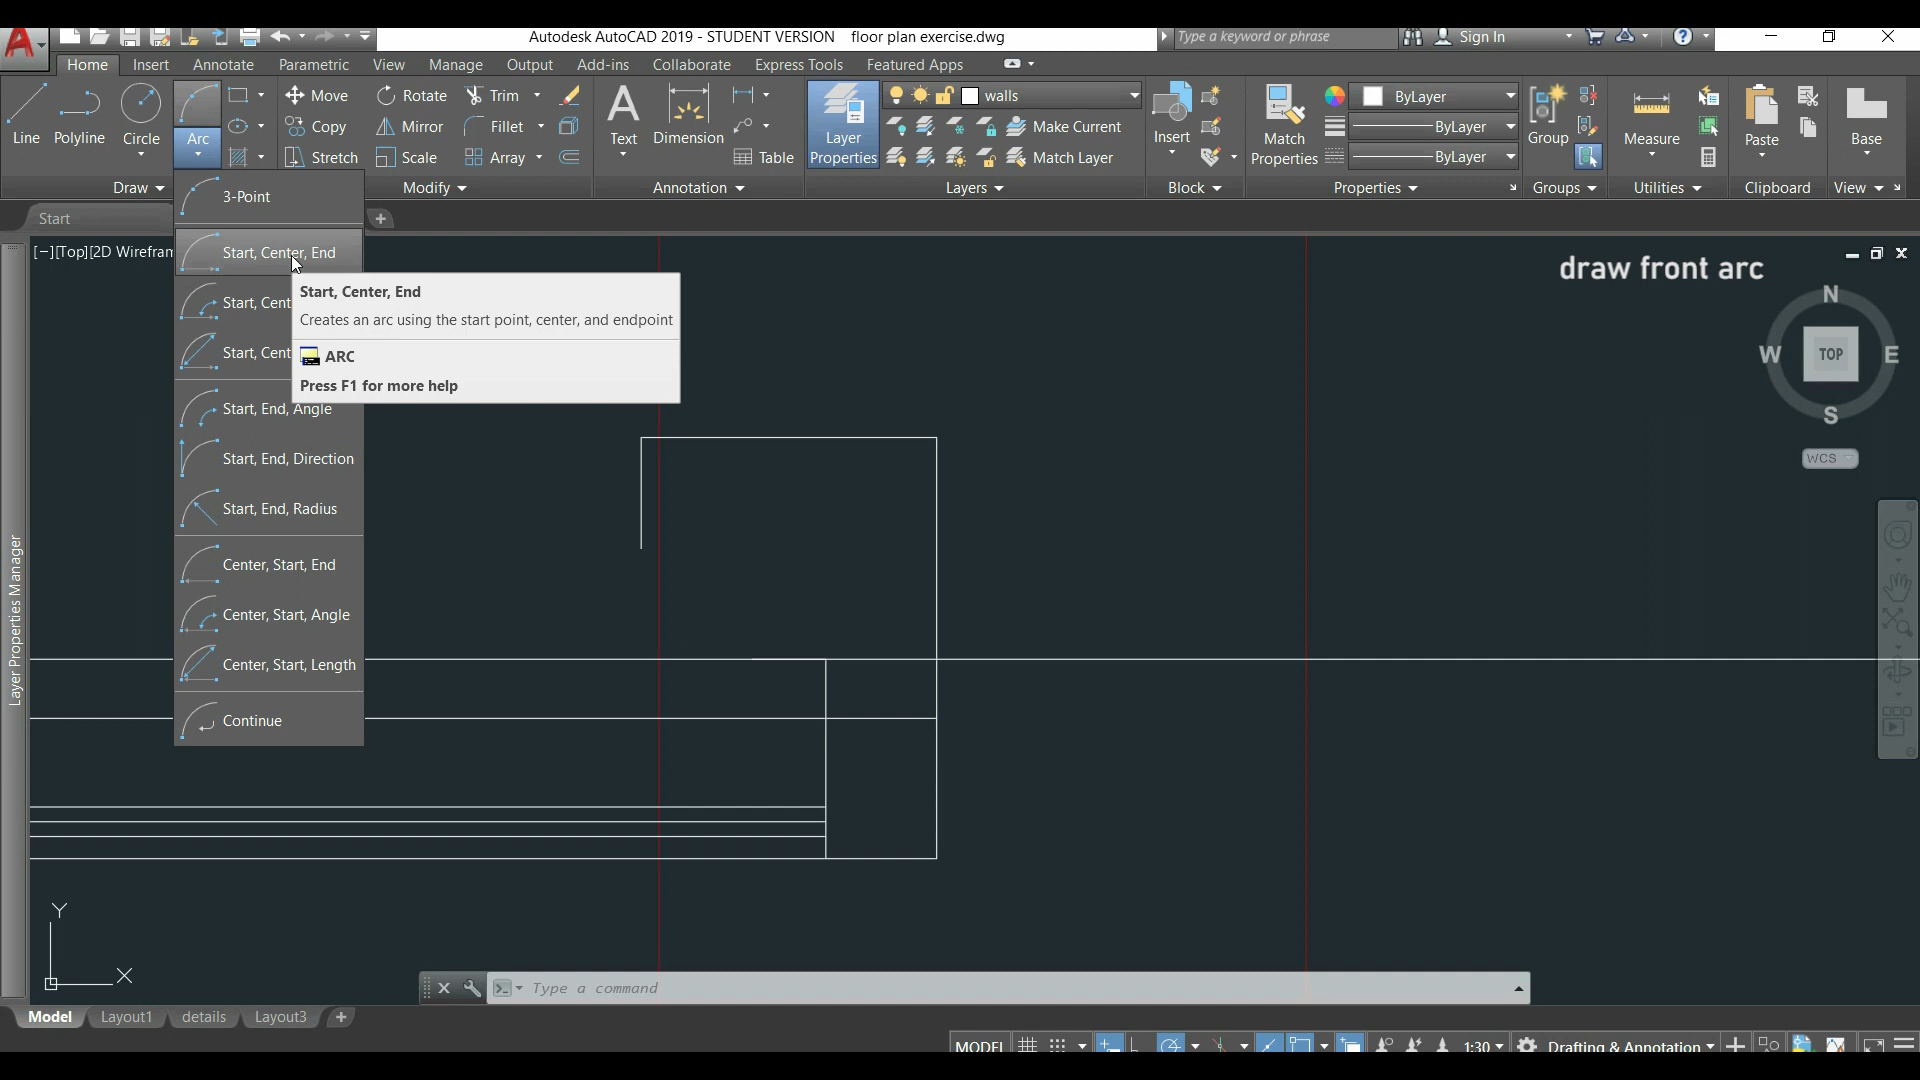 Autodesk AutoCAD 2019 - STUDENT VERSION floor plan exercise.dwg
Type a keyword or phrase
Sign In
Home Insert Annotate Parametric View Manage Output Add-ins Collaborate Express Tools Featured Apps
Line Polyline Circle Arc
Move Rotate Trim
Copy Mirror Fillet
Stretch Scale Array
Text Dimension Table
Layer Properties
walls
Make Current
Match Layer
Insert
Match Properties
ByLayer
ByLayer
ByLayer
Group
Measure
Paste
Base
Draw Modify Annotation Layers Block Properties Groups Utilities Clipboard View
Start
+
[−][Top][2D Wirefram
3-Point
Start, Center, End
Start, Cent
Start, Cent
Start, End, Angle
Start, End, Direction
Start, End, Radius
Center, Start, End
Center, Start, Angle
Center, Start, Length
Continue
Start, Center, End
Creates an arc using the start point, center, and endpoint
ARC
Press F1 for more help
draw front arc
N
W TOP E
S
WCS
Layer Properties Manager
Y
X
Type a command
Model Layout1 details Layout3 +
MODEL 1:30 Drafting & Annotation